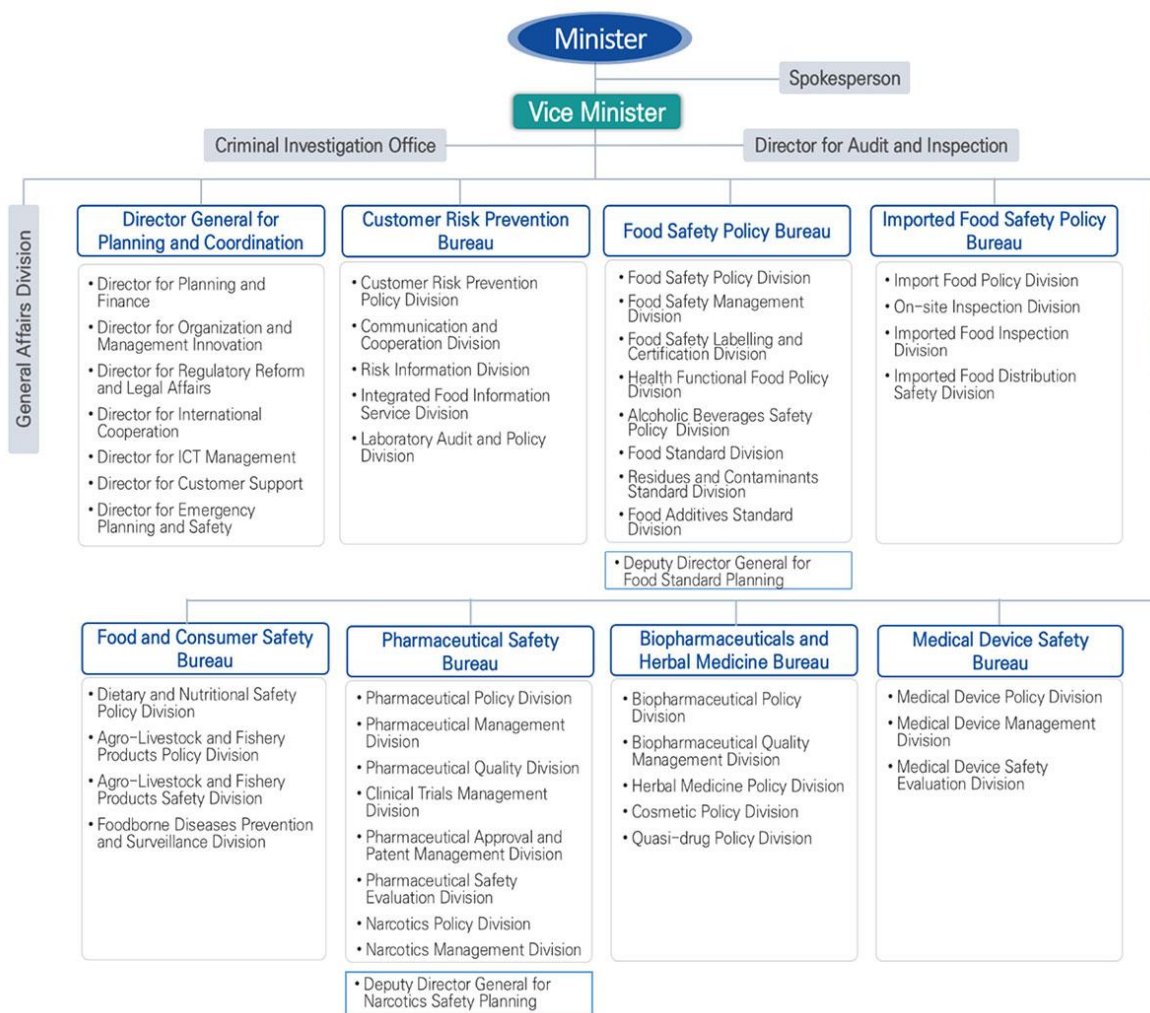 Minister
Spokesperson
Vice Minister
Criminal Investigation Office
Director for Audit and Inspection
General Affairs Division
Director General for
Planning and Coordination
• Director for Planning and
Finance
• Director for Organization and
Management Innovation
• Director for Regulatory Reform
and Legal Affairs
• Director for International
Cooperation
• Director for ICT Management
• Director for Customer Support
• Director for Emergency
Planning and Safety
Customer Risk Prevention
Bureau
• Customer Risk Prevention
Policy Division
• Communication and
Cooperation Division
• Risk Information Division
• Integrated Food Information
Service Division
• Laboratory Audit and Policy
Division
Food Safety Policy Bureau
• Food Safety Policy Division
• Food Safety Management
Division
• Food Safety Labelling and
Certification Division
• Health Functional Food Policy
Division
• Alcoholic Beverages Safety
Policy Division
• Food Standard Division
• Residues and Contaminants
Standard Division
• Food Additives Standard
Division
• Deputy Director General for
Food Standard Planning
Imported Food Safety Policy
Bureau
• Import Food Policy Division
• On-site Inspection Division
• Imported Food Inspection
Division
• Imported Food Distribution
Safety Division
Food and Consumer Safety
Bureau
• Dietary and Nutritional Safety
Policy Division
• Agro-Livestock and Fishery
Products Policy Division
• Agro-Livestock and Fishery
Products Safety Division
• Foodborne Diseases Prevention
and Surveillance Division
Pharmaceutical Safety
Bureau
• Pharmaceutical Policy Division
• Pharmaceutical Management
Division
• Pharmaceutical Quality Division
• Clinical Trials Management
Division
• Pharmaceutical Approval and
Patent Management Division
• Pharmaceutical Safety
Evaluation Division
• Narcotics Policy Division
• Narcotics Management Division
• Deputy Director General for
Narcotics Safety Planning
Biopharmaceuticals and
Herbal Medicine Bureau
• Biopharmaceutical Policy
Division
• Biopharmaceutical Quality
Management Division
• Herbal Medicine Policy Division
• Cosmetic Policy Division
• Quasi-drug Policy Division
Medical Device Safety
Bureau
• Medical Device Policy Division
• Medical Device Management
Division
• Medical Device Safety
Evaluation Division